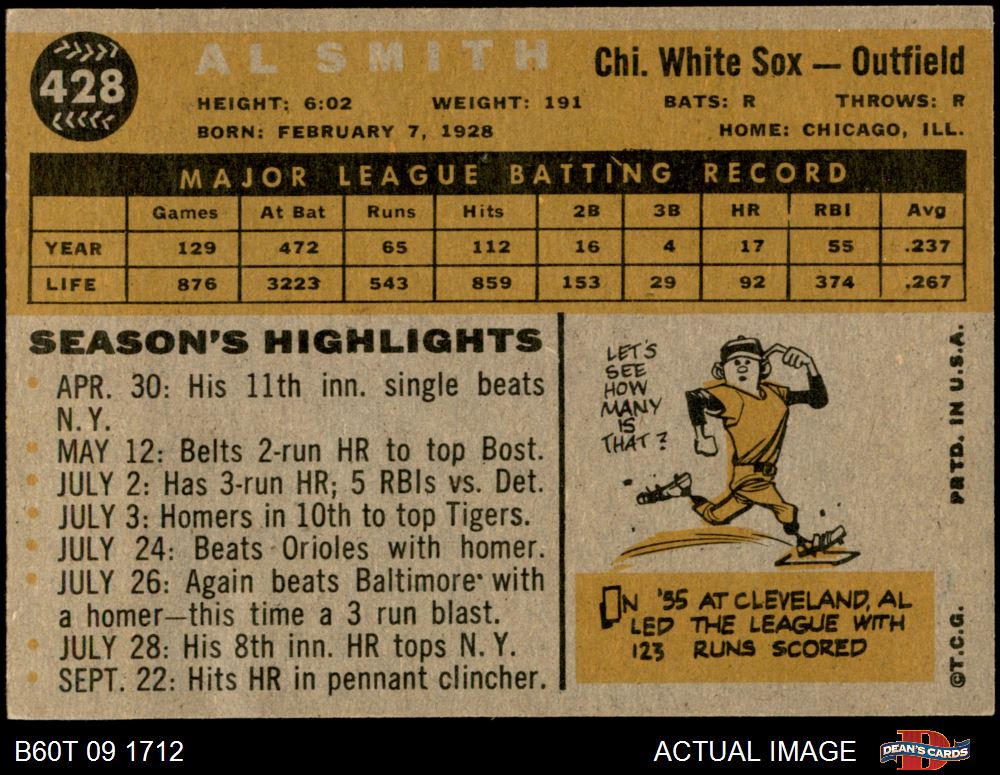 428
AL SMITH
Chi. White Sox — Outfield
HEIGHT: 6:02 WEIGHT: 191 BATS: R THROWS: R
BORN: FEBRUARY 7, 1928 HOME: CHICAGO, ILL.
MAJOR LEAGUE BATTING RECORD
Games At Bat Runs Hits 2B 3B HR RBI Avg
YEAR 129 472 65 112 16 4 17 55 .237
LIFE 876 3223 543 859 153 29 92 374 .267
SEASON'S HIGHLIGHTS
APR. 30: His 11th inn. single beats
N.Y.
MAY 12: Belts 2-run HR to top Bost.
JULY 2: Has 3-run HR; 5 RBIs vs. Det.
JULY 3: Homers in 10th to top Tigers.
JULY 24: Beats Orioles with homer.
JULY 26: Again beats Baltimore with
a homer—this time a 3 run blast.
JULY 28: His 8th inn. HR tops N.Y.
SEPT. 22: Hits HR in pennant clincher.
LET'S
SEE
HOW
MANY
IS
THAT?
IN '55 AT CLEVELAND, AL
LED THE LEAGUE WITH
123 RUNS SCORED
PRTD. IN U.S.A.
©T.C.G.
B60T 09 1712
ACTUAL IMAGE
D
DEAN'S CARDS